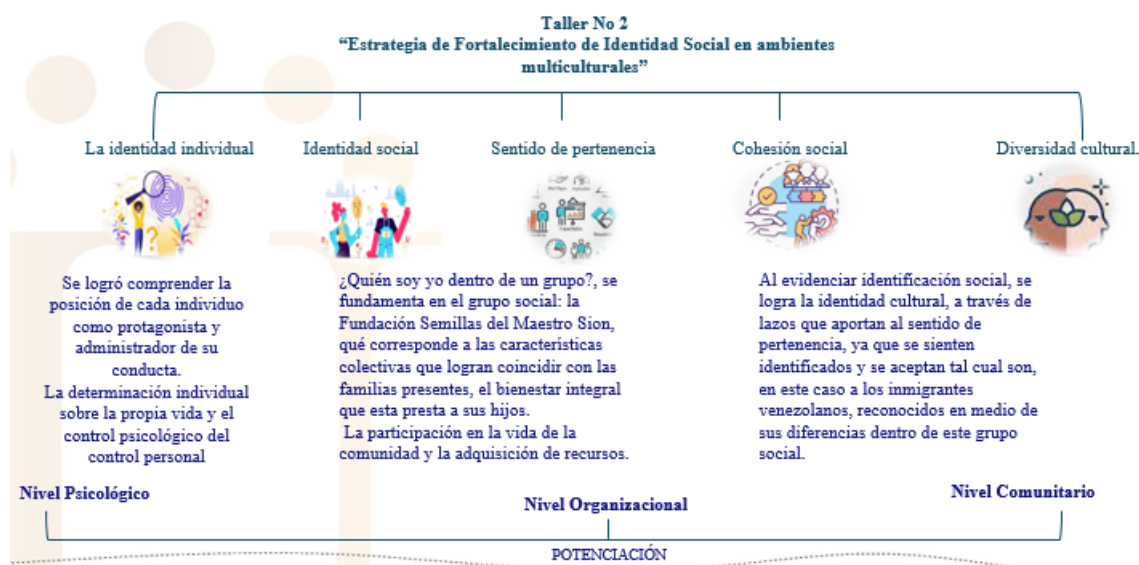 Taller No 2
“Estrategia de Fortalecimiento de Identidad Social en ambientes
multiculturales”
La identidad individual
Identidad social
Sentido de pertenencia
Cohesión social
Diversidad cultural.
Se logró comprender la
posición de cada individuo
como protagonista y
administrador de su
conducta.
La determinación individual
sobre la propia vida y el
control psicológico del
control personal
¿Quién soy yo dentro de un grupo?, se
fundamenta en el grupo social: la
Fundación Semillas del Maestro Sion,
qué corresponde a las características
colectivas que logran coincidir con las
familias presentes, el bienestar integral
que esta presta a sus hijos.
La participación en la vida de la
comunidad y la adquisición de recursos.
Al evidenciar identificación social, se
logra la identidad cultural, a través de
lazos que aportan al sentido de
pertenencia, ya que se sienten
identificados y se aceptan tal cual son,
en este caso a los inmigrantes
venezolanos, reconocidos en medio de
sus diferencias dentro de este grupo
social.
Nivel Psicológico
Nivel Organizacional
Nivel Comunitario
POTENCIACIÓN